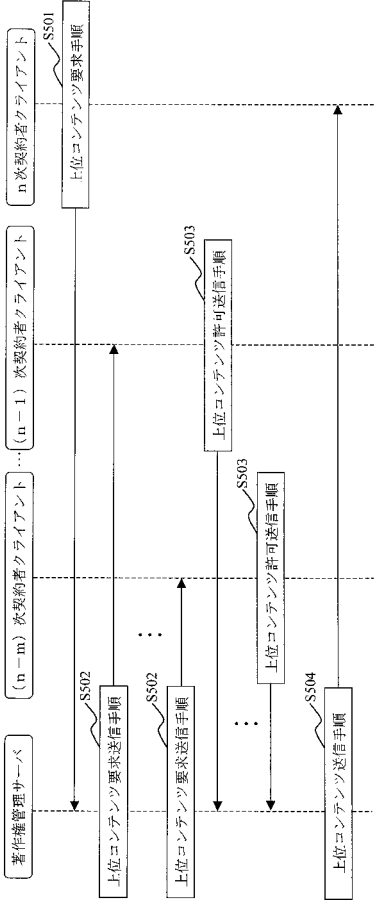 著作権管理サーバ
(n－m) 次契約者クライアント
…
(n－1) 次契約者クライアント
n次契約者クライアント
S501
上位コンテンツ要求手順
S502
上位コンテンツ要求送信手順
…
S502
上位コンテンツ要求送信手順
S503
上位コンテンツ許可送信手順
…
S503
上位コンテンツ許可送信手順
S504
上位コンテンツ送信手順